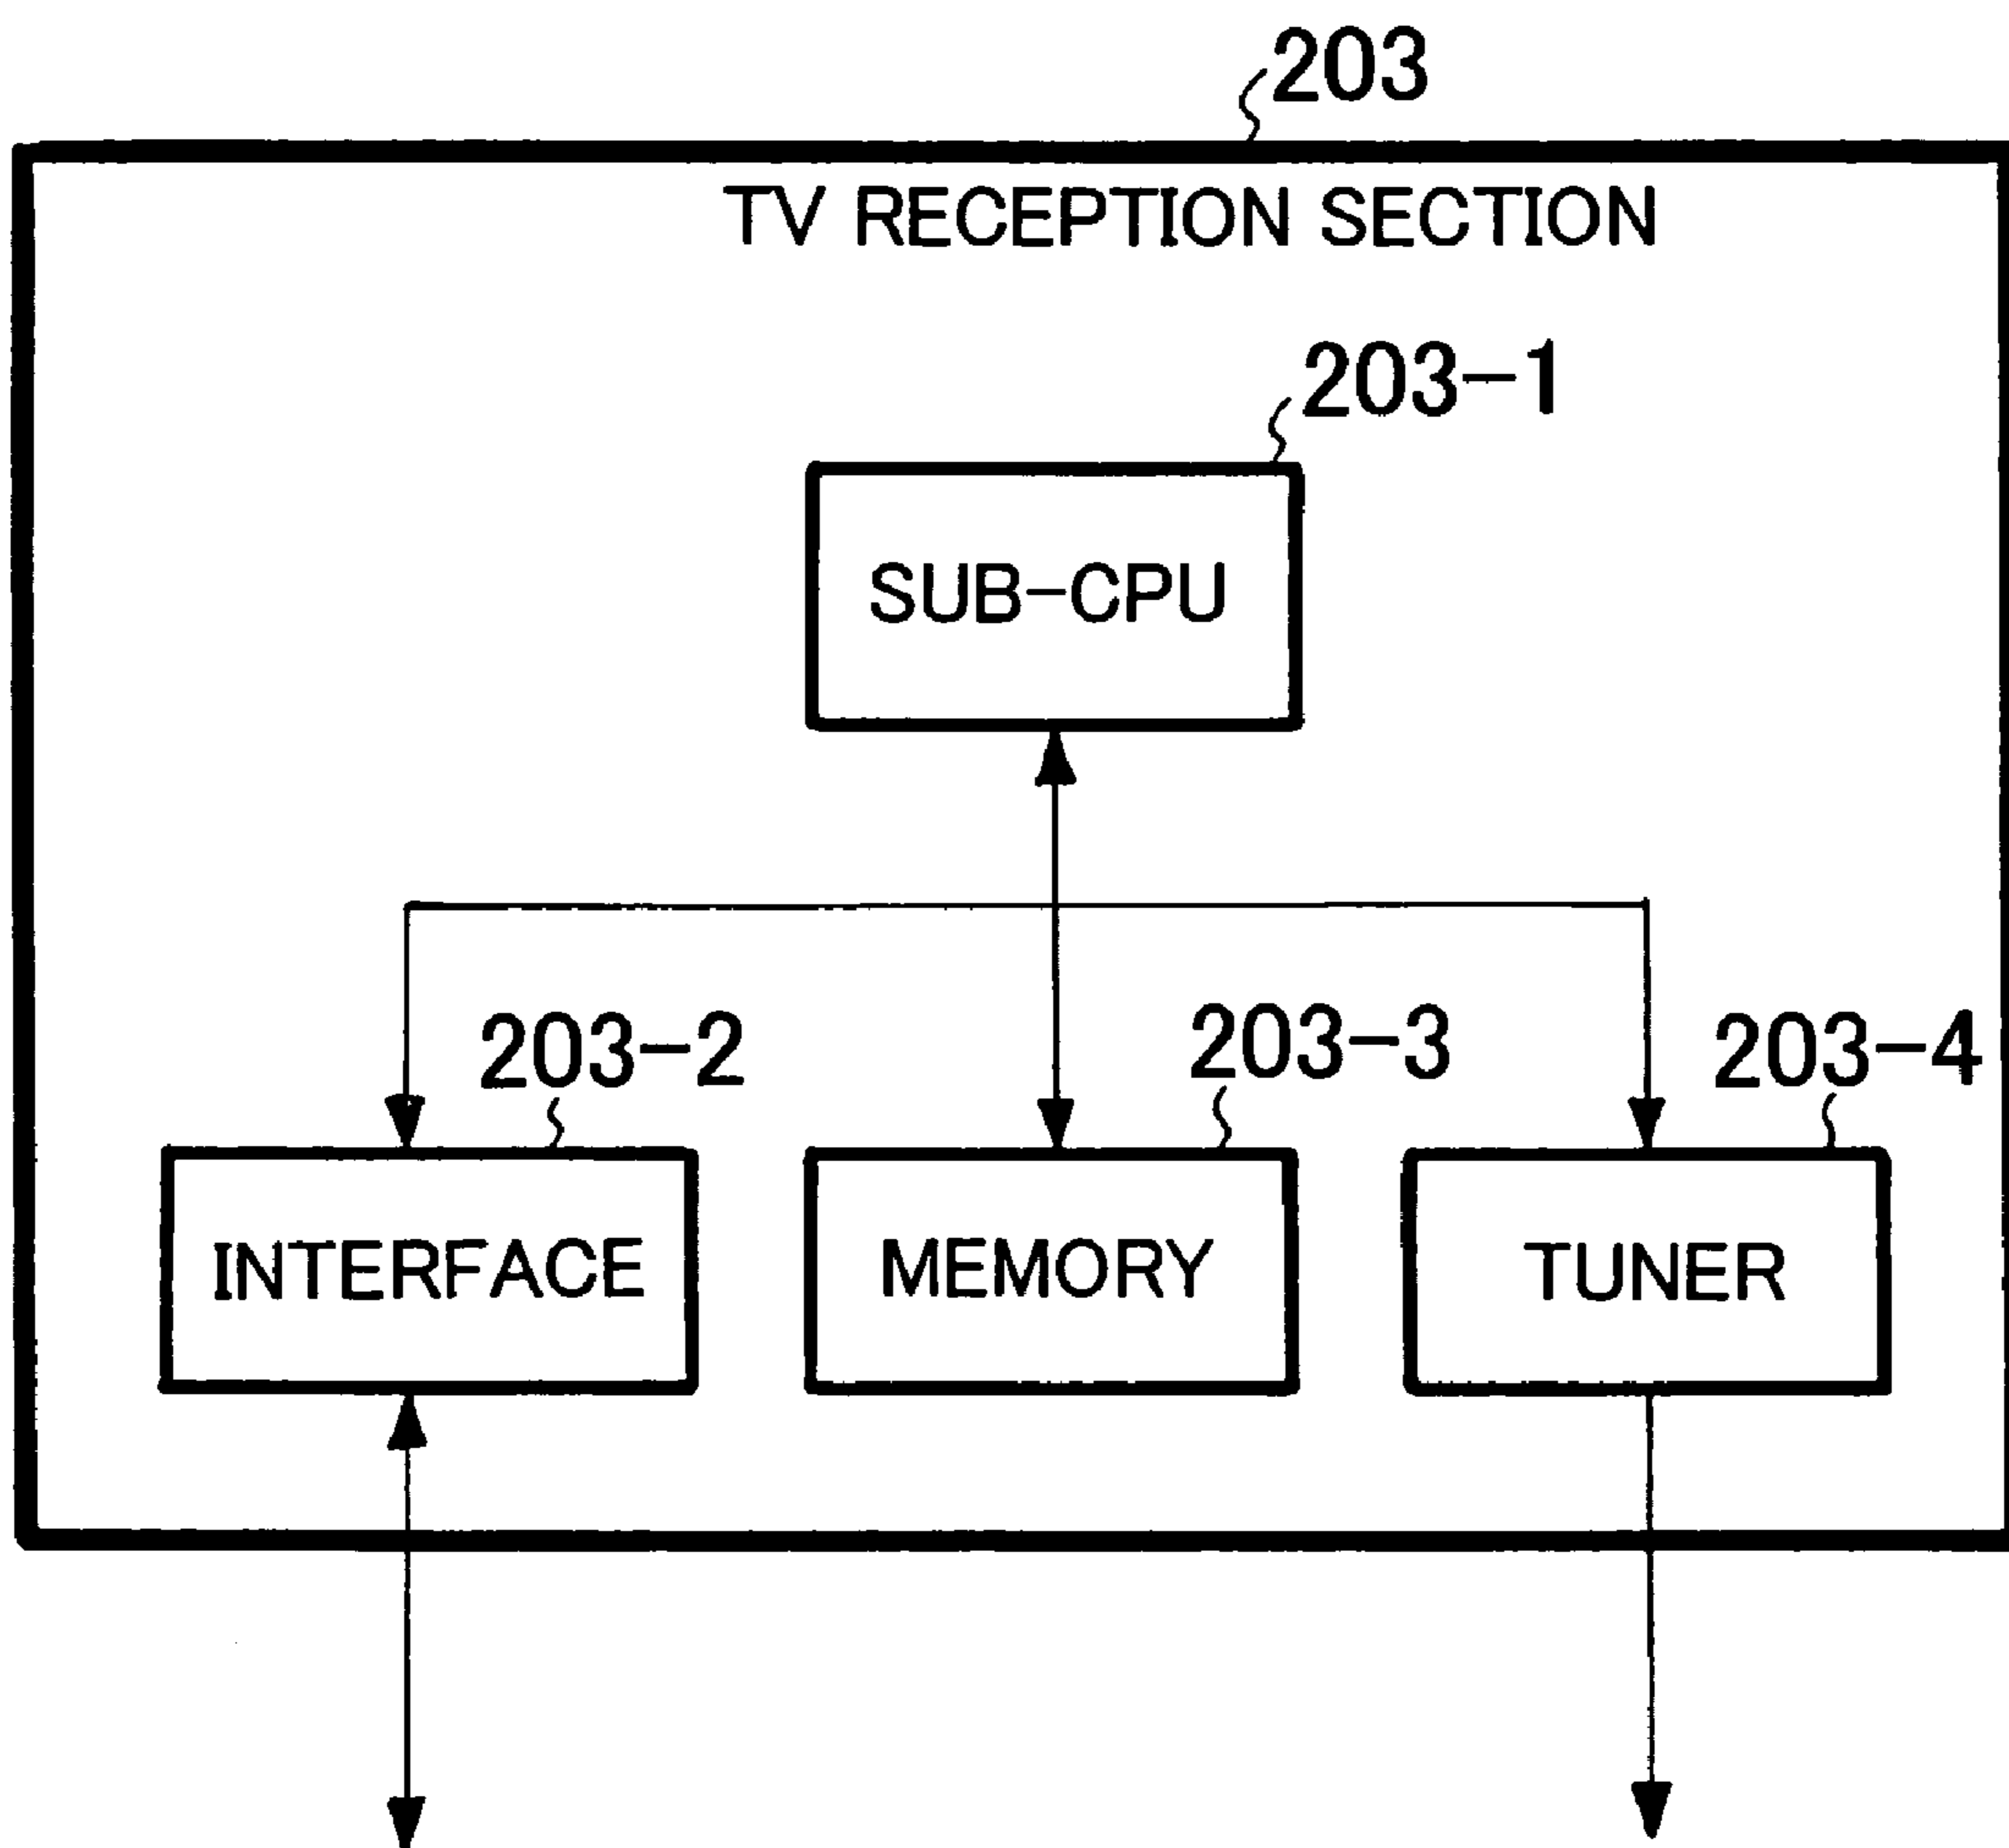 203
TV RECEPTION SECTION
203-1
SUB-CPU
203-2
203-3
203-4
INTERFACE
MEMORY
TUNER